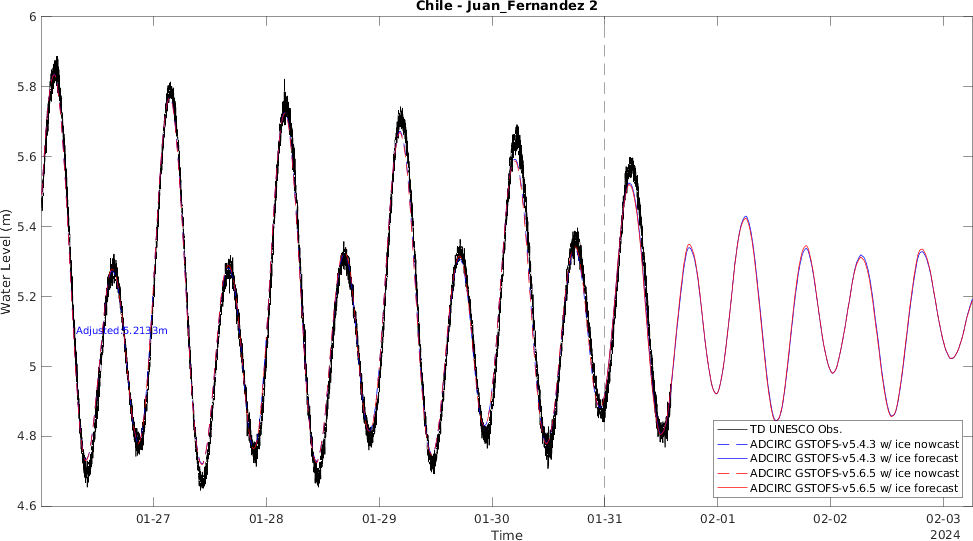 Chile - Juan_Fernandez 2
6
5.8
5.6
5.4
5.2
5
4.8
4.6
Water Level (m)
Adjusted 5.2133m
TD UNESCO Obs.
ADCIRC GSTOFS-v5.4.3 w/ ice nowcast
ADCIRC GSTOFS-v5.4.3 w/ ice forecast
ADCIRC GSTOFS-v5.6.5 w/ ice nowcast
ADCIRC GSTOFS-v5.6.5 w/ ice forecast
01-27 01-28 01-29 01-30 01-31 02-01 02-02 02-03
Time
2024